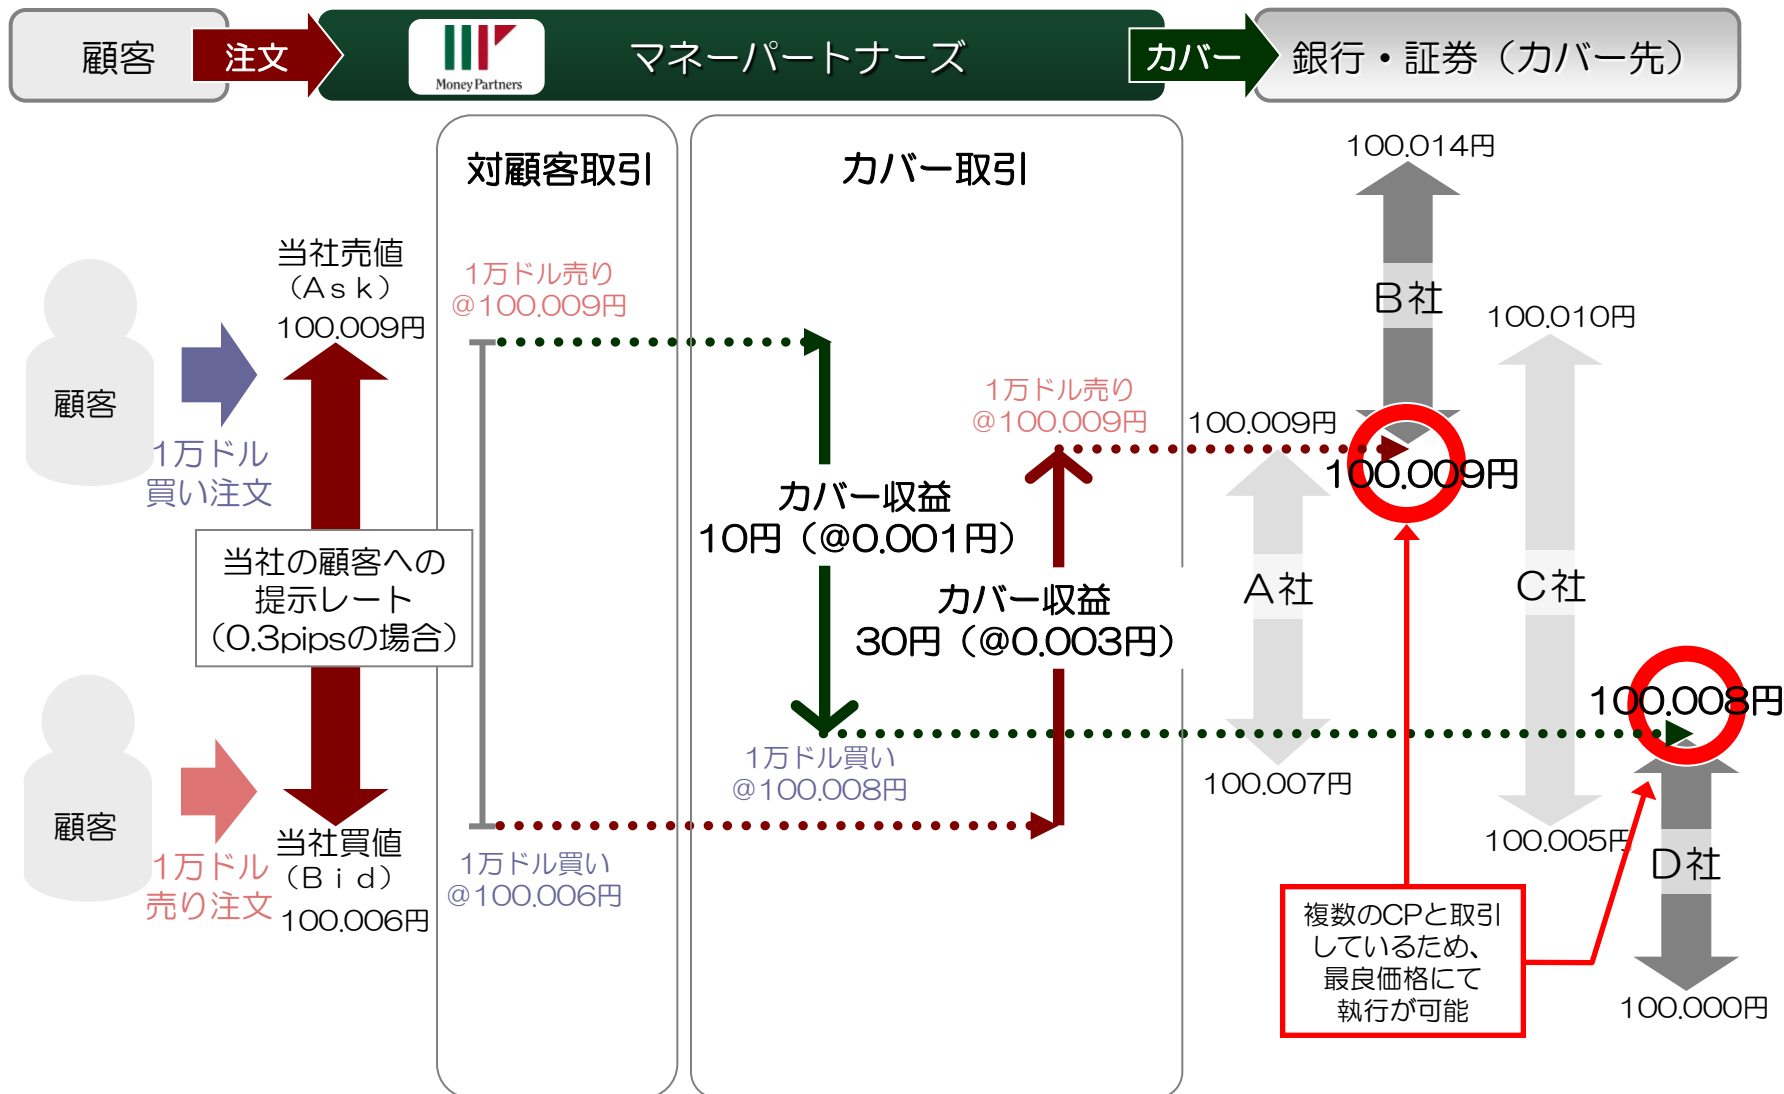 顧客
注文
Money Partners
マネーパートナーズ
カバー
銀行・証券（カバー先）
対顧客取引
カバー取引
100.014円
当社売値
（Ａｓｋ）
100.009円
1万ドル売り
@100.009円
B社
100.010円
顧客
1万ドル
買い注文
1万ドル売り
@100.009円
100.009円
100.009円
カバー収益
10円（@0.001円）
当社の顧客への
提示レート
（0.3pipsの場合）
カバー収益
30円（@0.003円）
A社
C社
100.008円
1万ドル買い
@100.008円
100.007円
顧客
1万ドル
売り注文
当社買値
（Ｂｉｄ）
100.006円
1万ドル買い
@100.006円
100.005円
D社
複数のCPと取引
しているため、
最良価格にて
執行が可能
100.000円